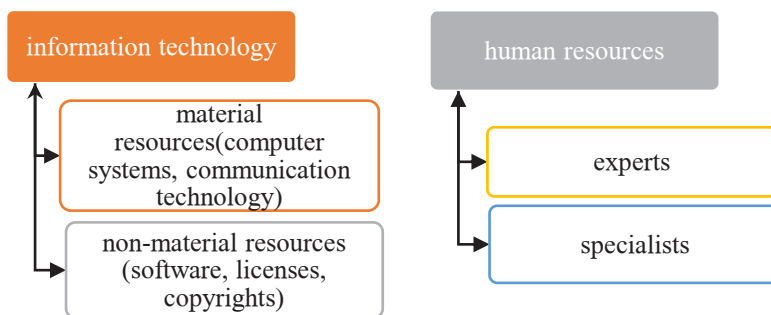 information technology
material
resources(computer
systems, communication
technology)
non-material resources
(software, licenses,
copyrights)
human resources
experts
specialists